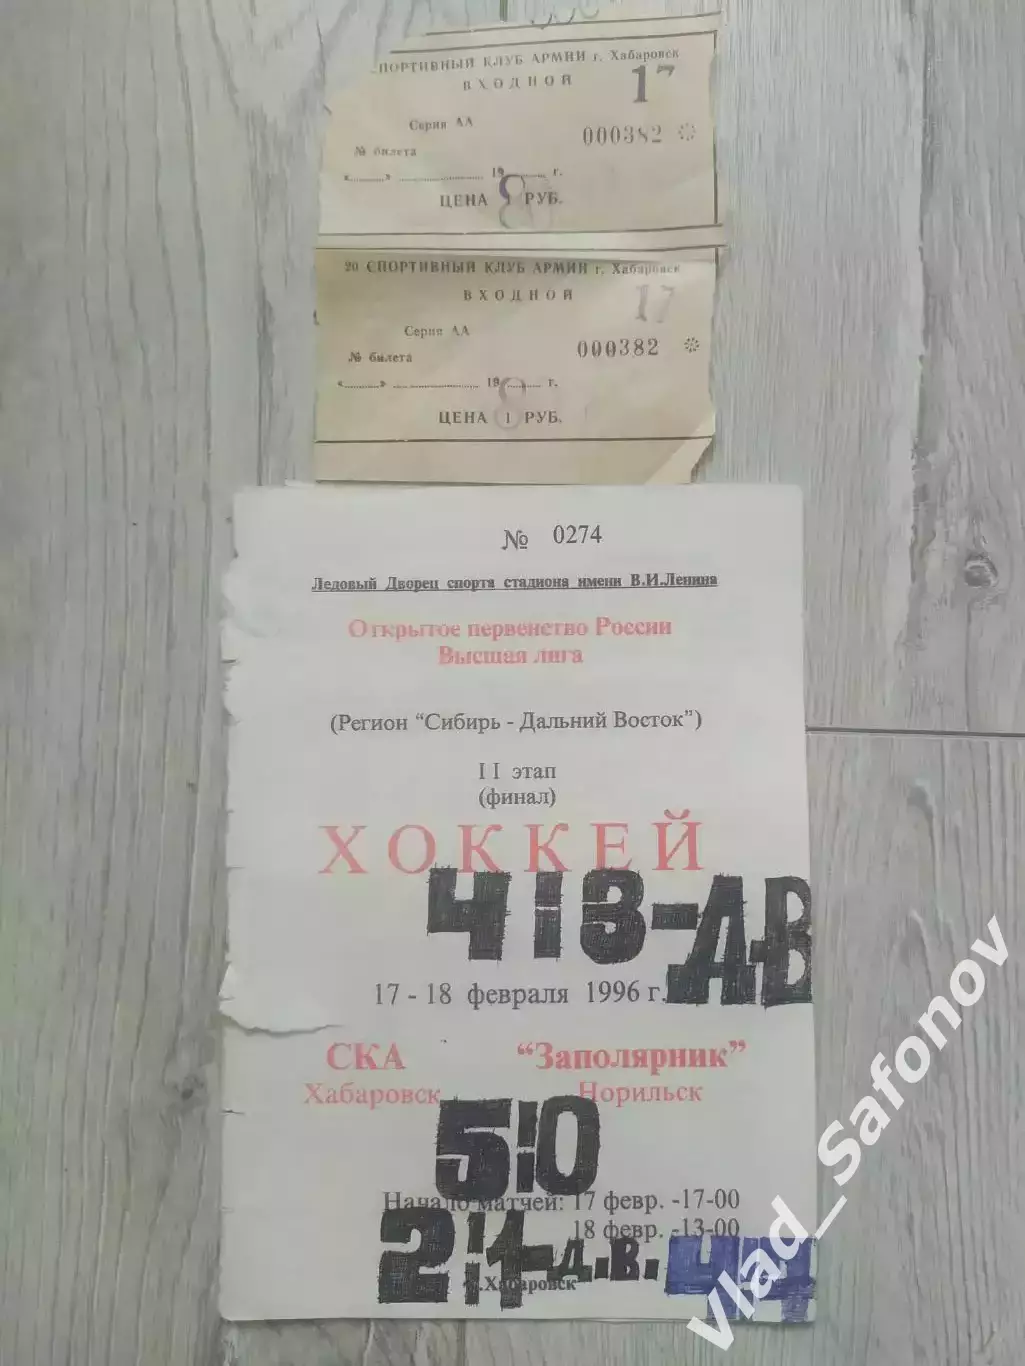 СПОРТИВНЫЙ КЛУБ АРМИИ г. Хабаровск
ВХОДНОЙ
17
Серия АА
000382
№ билета
«......» ........................ 19........ г.
8
ЦЕНА 1 РУБ.
20 СПОРТИВНЫЙ КЛУБ АРМИИ г. Хабаровск
ВХОДНОЙ
17
Серия АА
000382
№ билета
«......» ........................ 19........ г.
8
ЦЕНА 1 РУБ.
№ 0274
Ледовый Дворец спорта стадиона имени В.И.Ленина
Открытое первенство России
Высшая лига
(Регион “Сибирь - Дальний Восток”)
II этап
(финал)
ХОККЕЙ
4:3-Д.В
17 - 18 февраля 1996 г.
СКА “Заполярник”
Хабаровск Норильск
5:0
Начало матчей: 17 февр. -17-00
18 февр. -13-00
2:1-Д.В.
г.Хабаровск
Vlad_Safonov